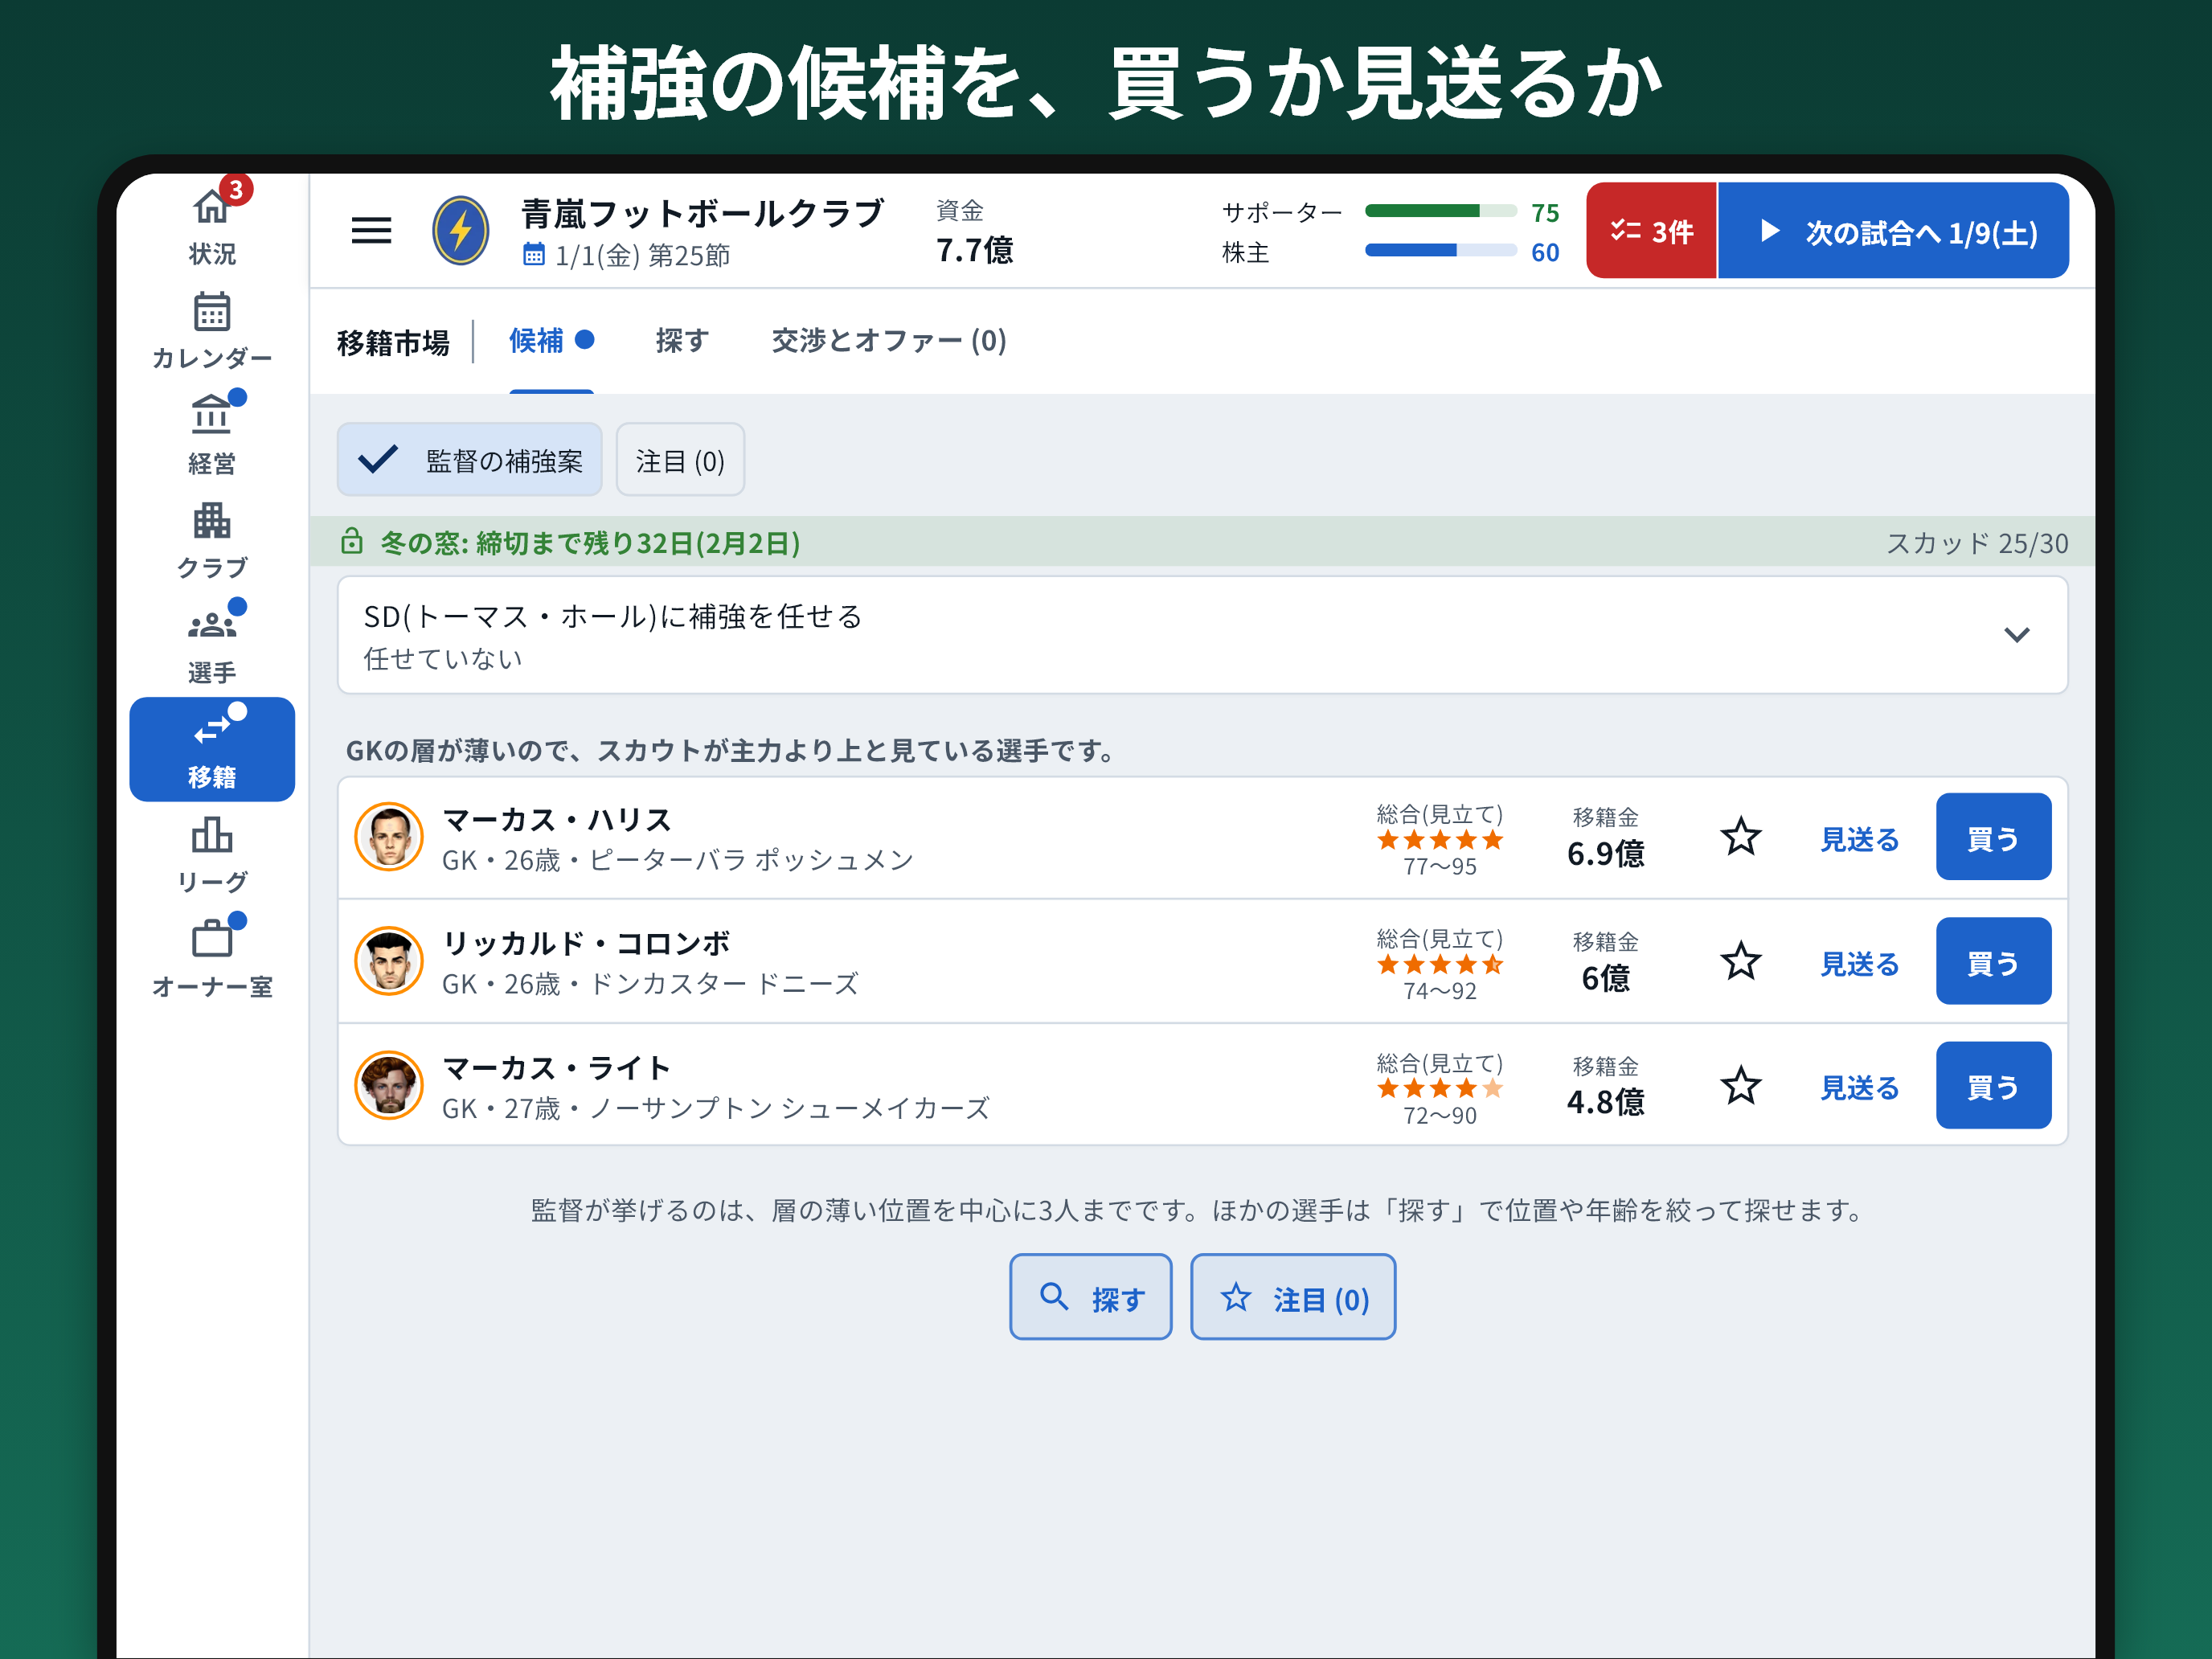 補強の候補を、買うか見送るか
3
状況
カレンダー
経営
クラブ
選手
移籍
リーグ
オーナー室
青嵐フットボールクラブ
1/1(金) 第25節
資金
7.7億
サポーター 75
株主 60
3件
次の試合へ 1/9(土)
移籍市場
候補
探す
交渉とオファー (0)
監督の補強案
注目 (0)
冬の窓: 締切まで残り32日(2月2日)
スカッド 25/30
SD(トーマス・ホール)に補強を任せる
任せていない
GKの層が薄いので、スカウトが主力より上と見ている選手です。
マーカス・ハリス
GK・26歳・ピーターバラ ポッシュメン
総合(見立て)
77〜95
移籍金
6.9億
見送る
買う
リッカルド・コロンボ
GK・26歳・ドンカスター ドニーズ
総合(見立て)
74〜92
移籍金
6億
見送る
買う
マーカス・ライト
GK・27歳・ノーサンプトン シューメイカーズ
総合(見立て)
72〜90
移籍金
4.8億
見送る
買う
監督が挙げるのは、層の薄い位置を中心に3人までです。ほかの選手は「探す」で位置や年齢を絞って探せます。
探す
注目 (0)